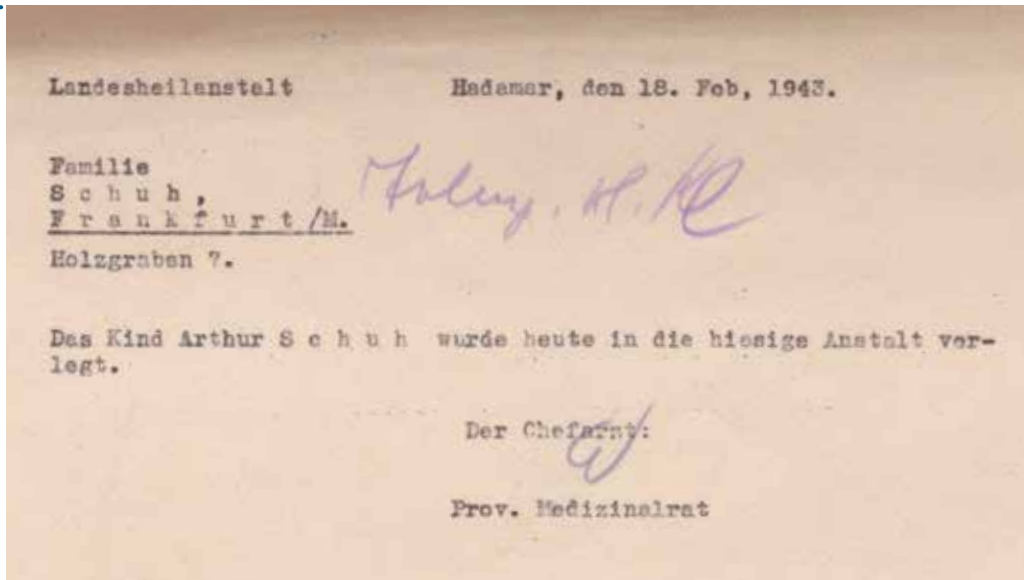 Landesheilanstalt Hadamar, den 18. Feb, 1943.
Familie
S c h u h ,
F r a n k f u r t /M.
Holzgraben 7.
Das Kind Arthur S c h u h wurde heute in die hiesige Anstalt ver-
legt.
Der Chefarzt:
Prov. Medizinalrat